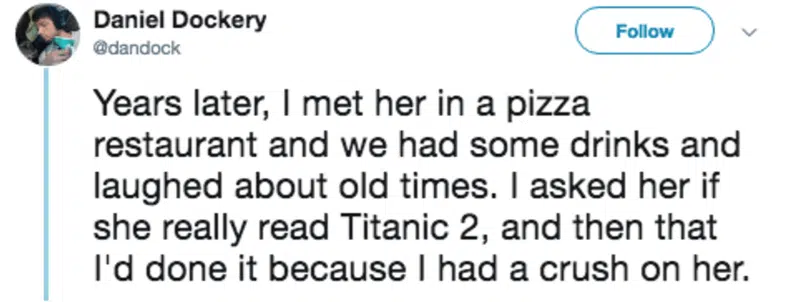 Daniel Dockery
@dandock
Follow
Years later, I met her in a pizza
restaurant and we had some drinks and
laughed about old times. I asked her if
she really read Titanic 2, and then that
I'd done it because I had a crush on her.